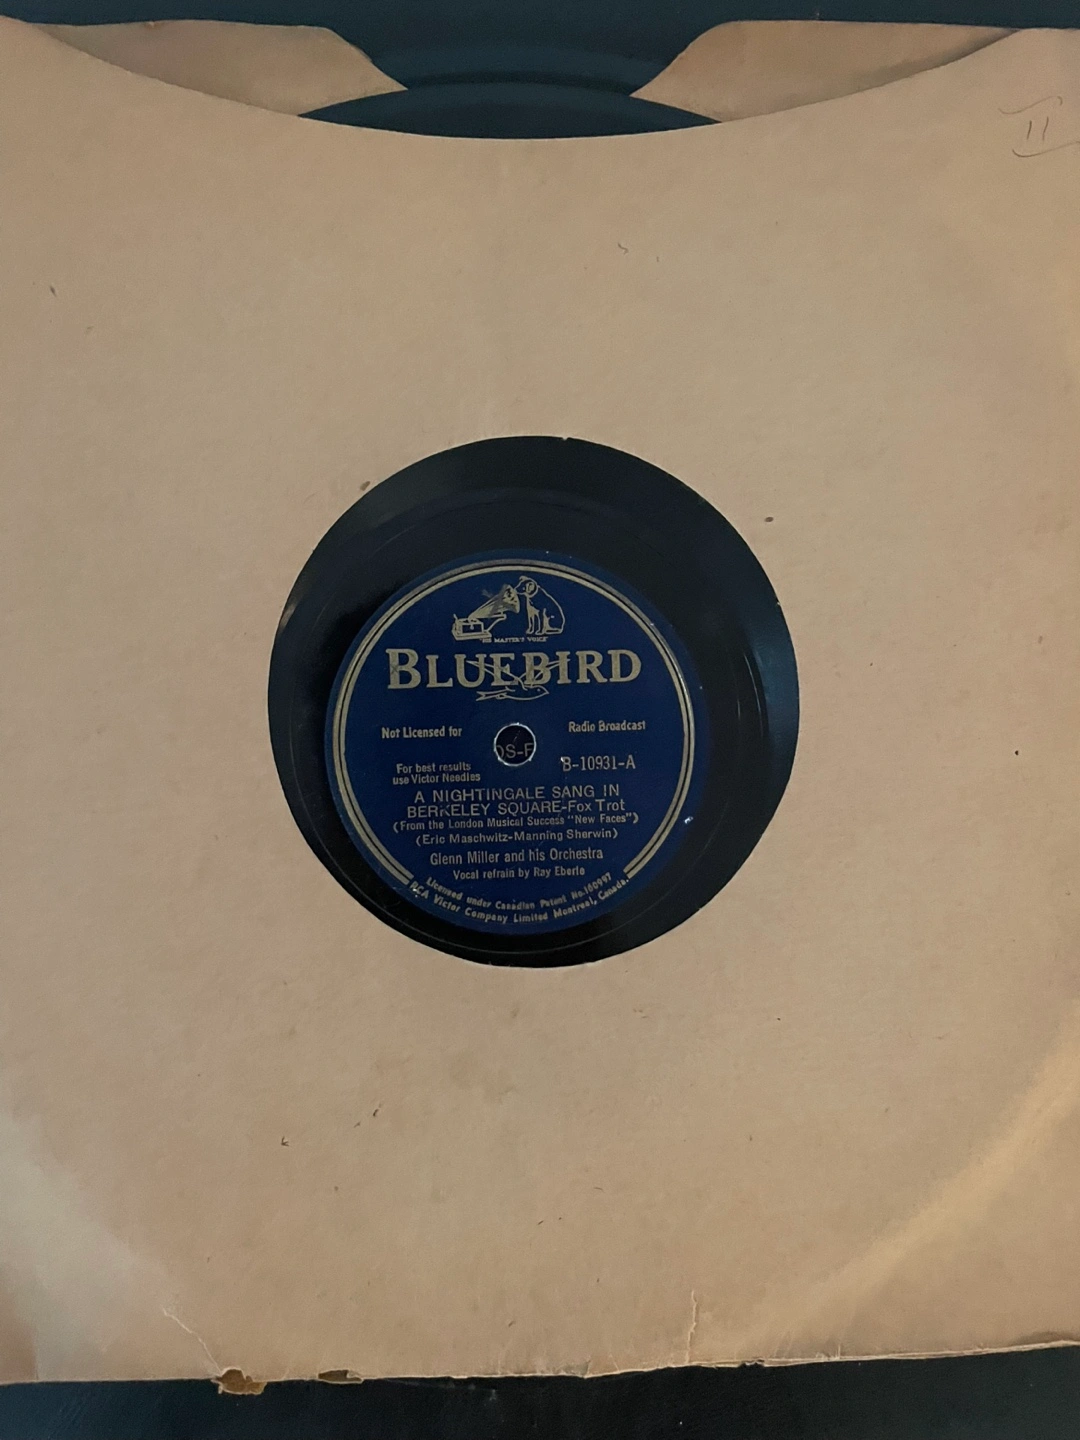 II
"HIS MASTER'S VOICE"
BLUEBIRD
Not Licensed for Radio Broadcast
For best results
use Victor Needles
B-10931-A
A NIGHTINGALE SANG IN
BERKELEY SQUARE-Fox Trot
(From the London Musical Success "New Faces")
(Eric Maschwitz-Manning Sherwin)
Glenn Miller and his Orchestra
Vocal refrain by Ray Eberle
Licensed under Canadian Patent No.
RCA Victor Company Limited Montreal, Canada.